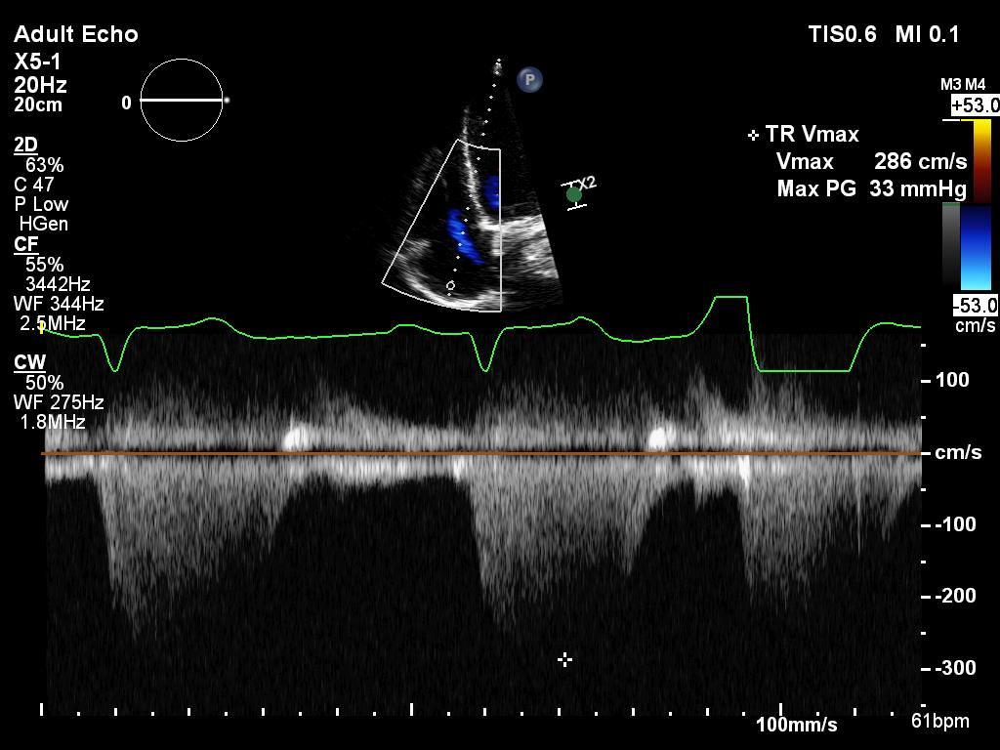 Adult Echo
TIS0.6 MI 0.1
X5-1
20Hz
20cm
0
P
M3 M4
+53.0
2D
63%
C 47
P Low
HGen
TR Vmax
Vmax 286 cm/s
Max PG 33 mmHg
X2
CF
55%
3442Hz
WF 344Hz
2.5MHz
-53.0
cm/s
CW
50%
WF 275Hz
1.8MHz
100
cm/s
-100
-200
-300
100mm/s
61bpm